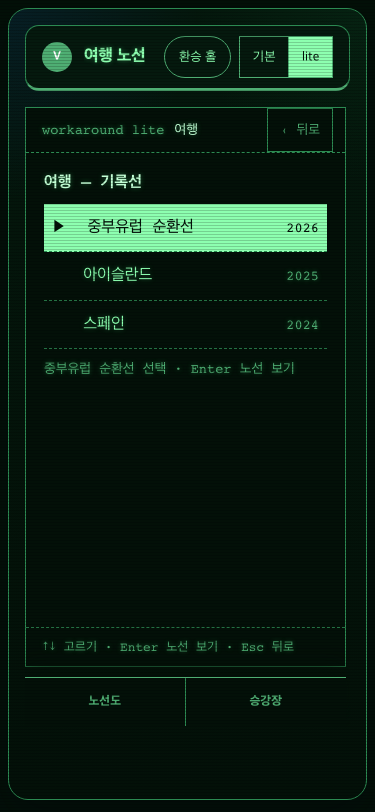 V 여행 노선 환승 홀 기본 lite
workaround lite 여행 ‹ 뒤로
여행 — 기록선
▶ 중부유럽 순환선 2026
아이슬란드 2025
스페인 2024
중부유럽 순환선 선택 · Enter 노선 보기
↑↓ 고르기 · Enter 노선 보기 · Esc 뒤로
노선도 승강장